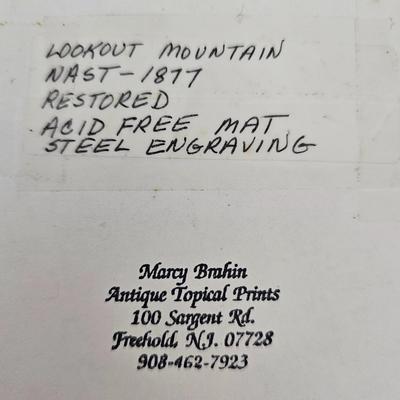 LOOKOUT MOUNTAIN
NAST-1877
RESTORED
ACID FREE MAT
STEEL ENGRAVING
Marcy Brahin
Antique Topical Prints
100 Sargent Rd.
Freehold, N.J. 07728
908-462-7923